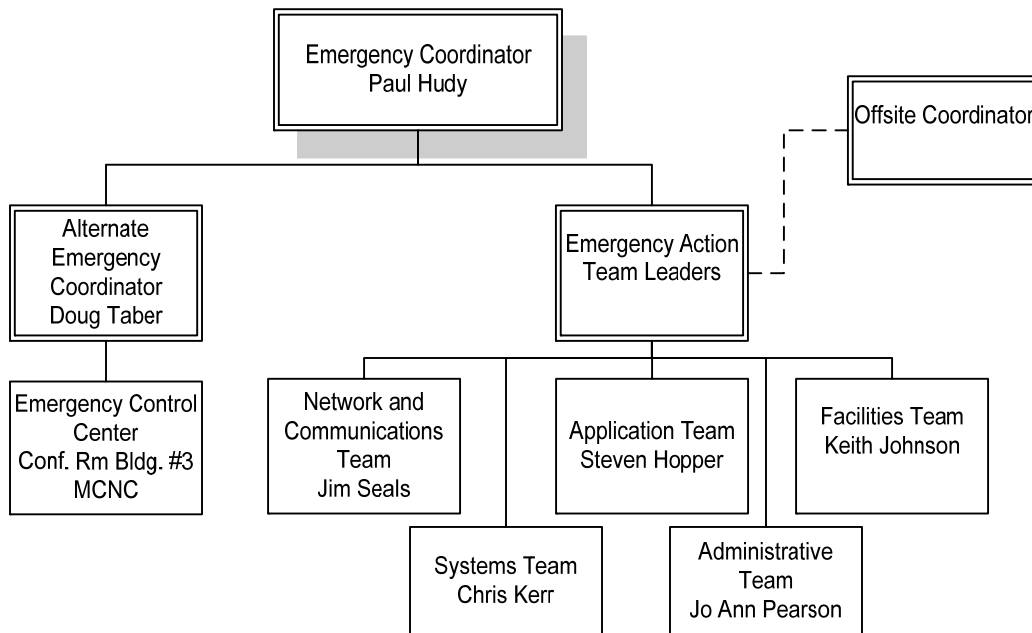 Emergency Coordinator
Paul Hudy
Offsite Coordinator
Alternate
Emergency
Coordinator
Doug Taber
Emergency Action
Team Leaders
Emergency Control
Center
Conf. Rm Bldg. #3
MCNC
Network and
Communications
Team
Jim Seals
Application Team
Steven Hopper
Facilities Team
Keith Johnson
Systems Team
Chris Kerr
Administrative
Team
Jo Ann Pearson